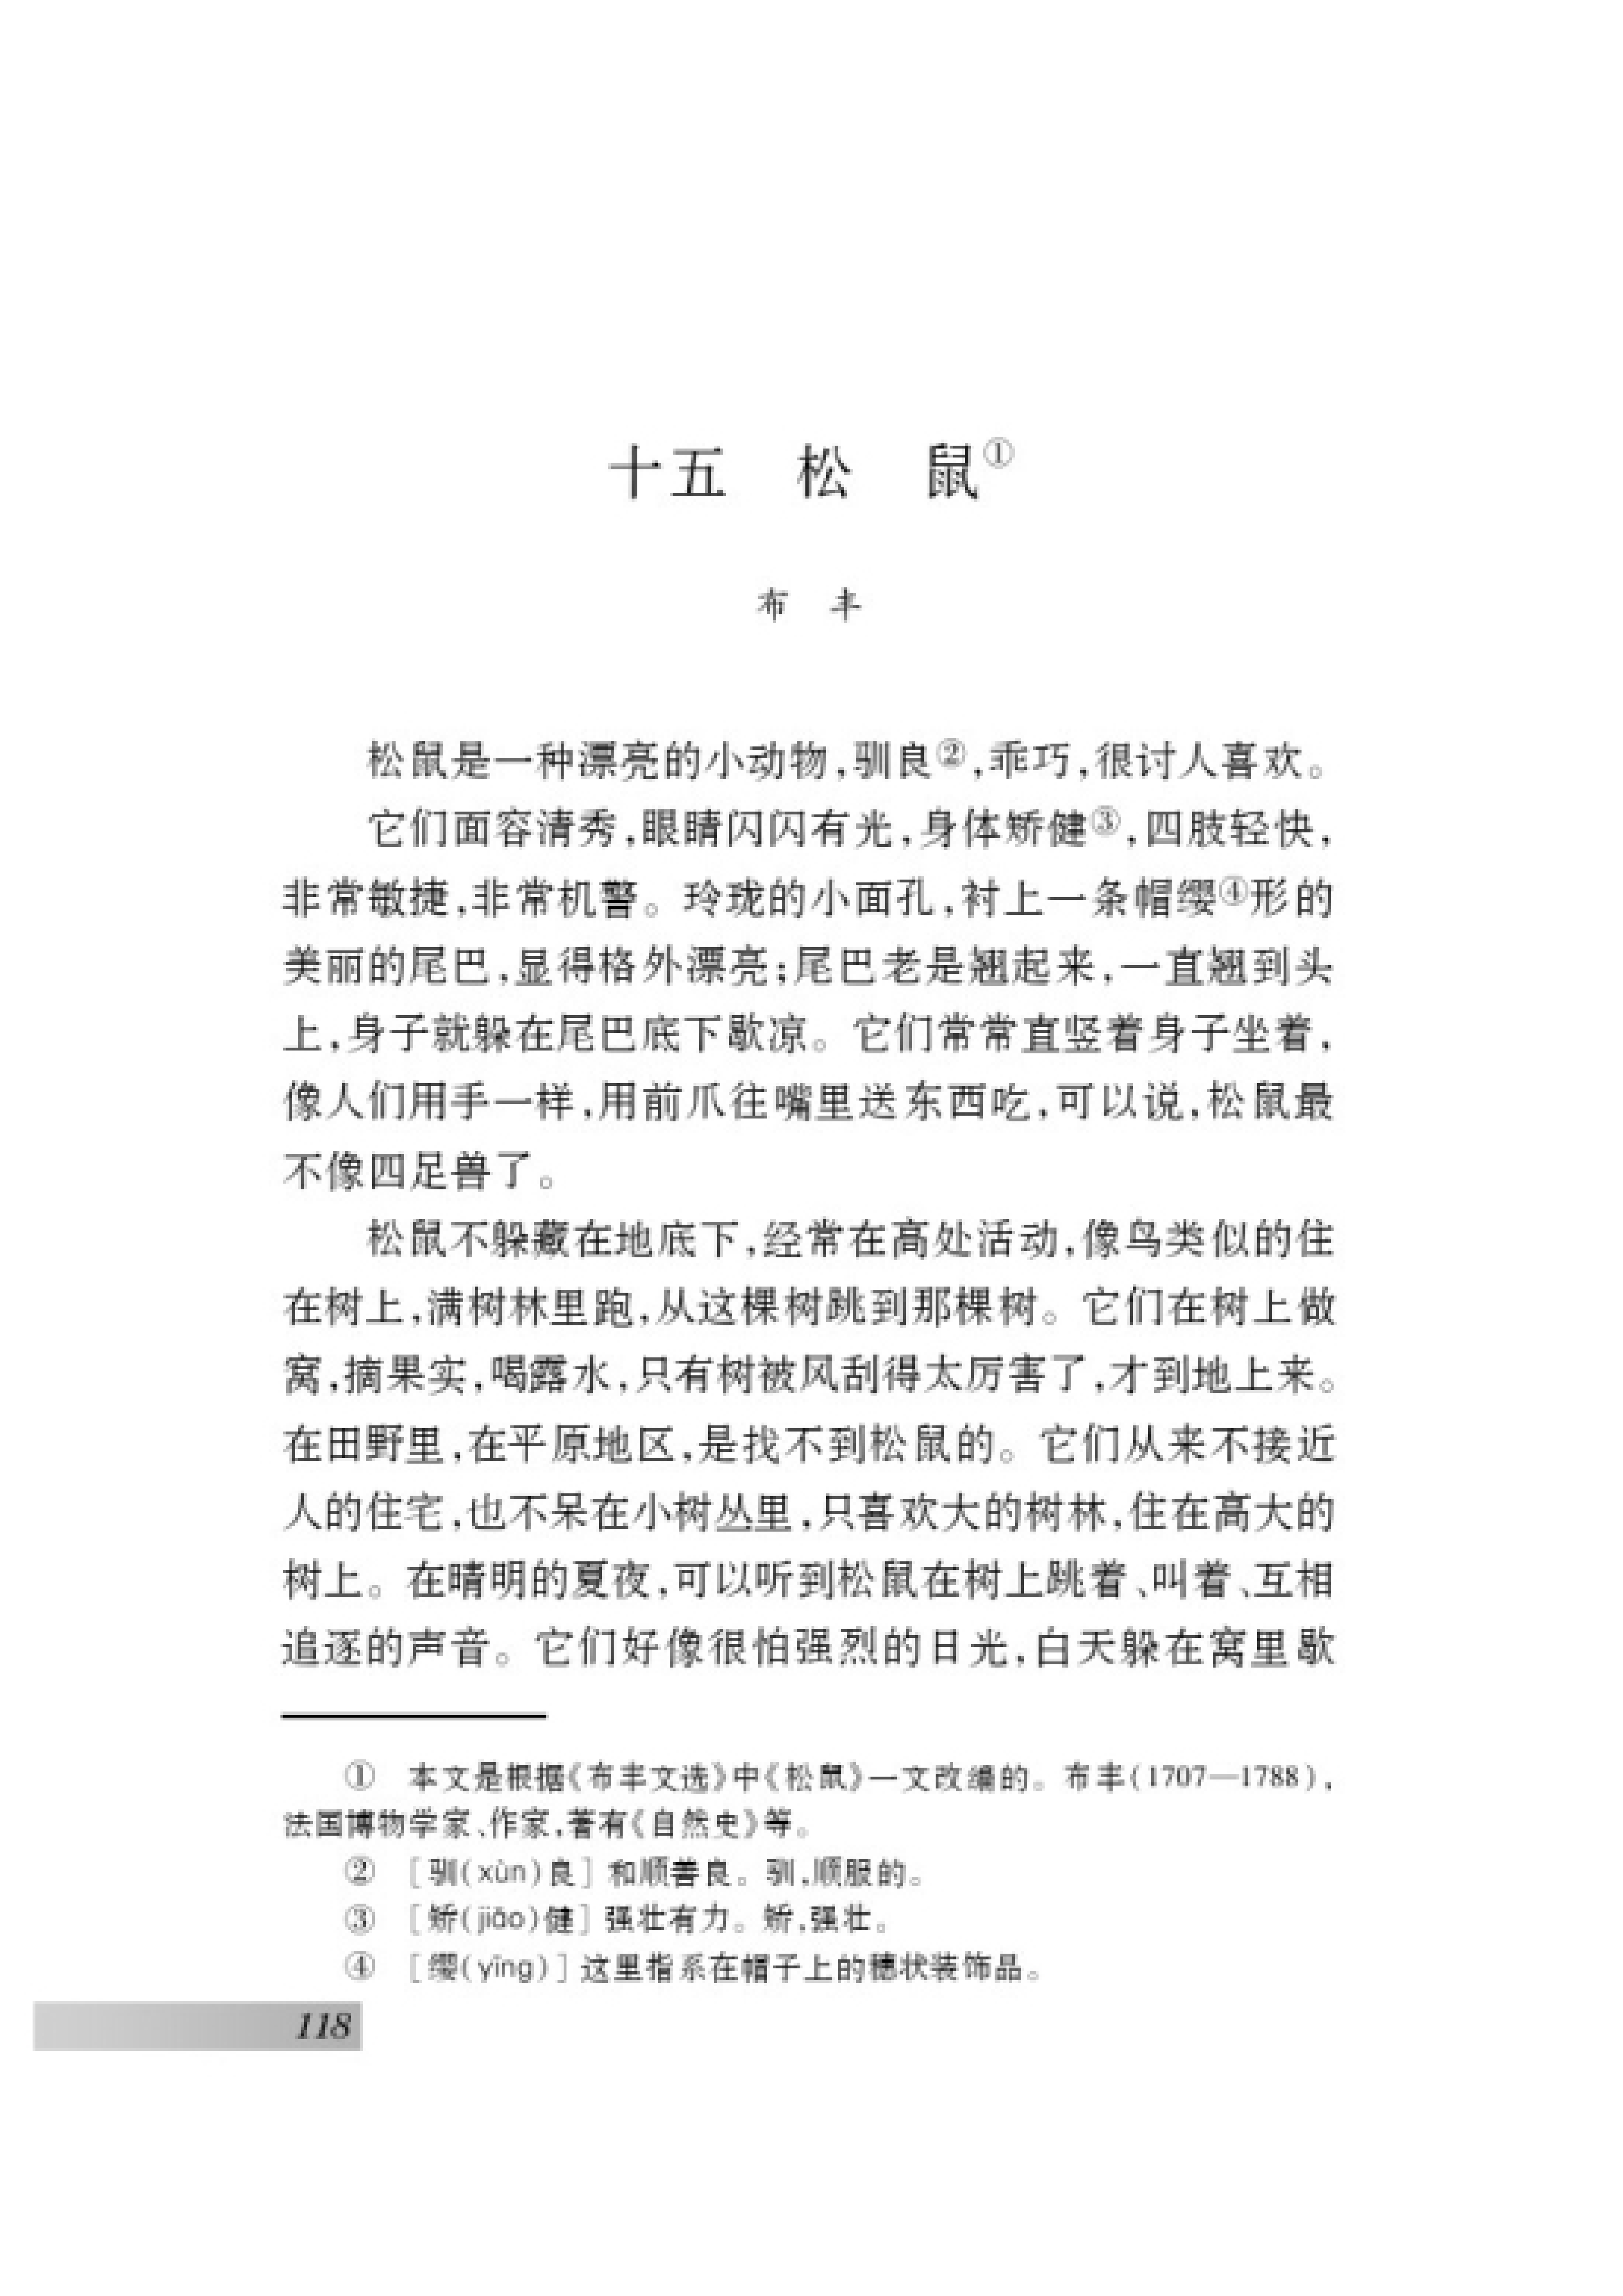 十五 松 鼠①
布 丰
松鼠是一种漂亮的小动物,驯良②,乖巧,很讨人喜欢。
它们面容清秀,眼睛闪闪有光,身体矫健③,四肢轻快,
非常敏捷,非常机警。玲珑的小面孔,衬上一条帽缨④形的
美丽的尾巴,显得格外漂亮;尾巴老是翘起来,一直翘到头
上,身子就躲在尾巴底下歇凉。它们常常直竖着身子坐着,
像人们用手一样,用前爪往嘴里送东西吃,可以说,松鼠最
不像四足兽了。
松鼠不躲藏在地底下,经常在高处活动,像鸟类似的住
在树上,满树林里跑,从这棵树跳到那棵树。它们在树上做
窝,摘果实,喝露水,只有树被风刮得太厉害了,才到地上来。
在田野里,在平原地区,是找不到松鼠的。它们从来不接近
人的住宅,也不呆在小树丛里,只喜欢大的树林,住在高大的
树上。在晴明的夏夜,可以听到松鼠在树上跳着、叫着、互相
追逐的声音。它们好像很怕强烈的日光,白天躲在窝里歇
① 本文是根据《布丰文选》中《松鼠》一文改编的。布丰(1707—1788),
法国博物学家、作家,著有《自然史》等。
② [驯(xùn)良] 和顺善良。驯,顺服的。
③ [矫(jiǎo)健] 强壮有力。矫,强壮。
④ [缨(yīng)] 这里指系在帽子上的穗状装饰品。
118